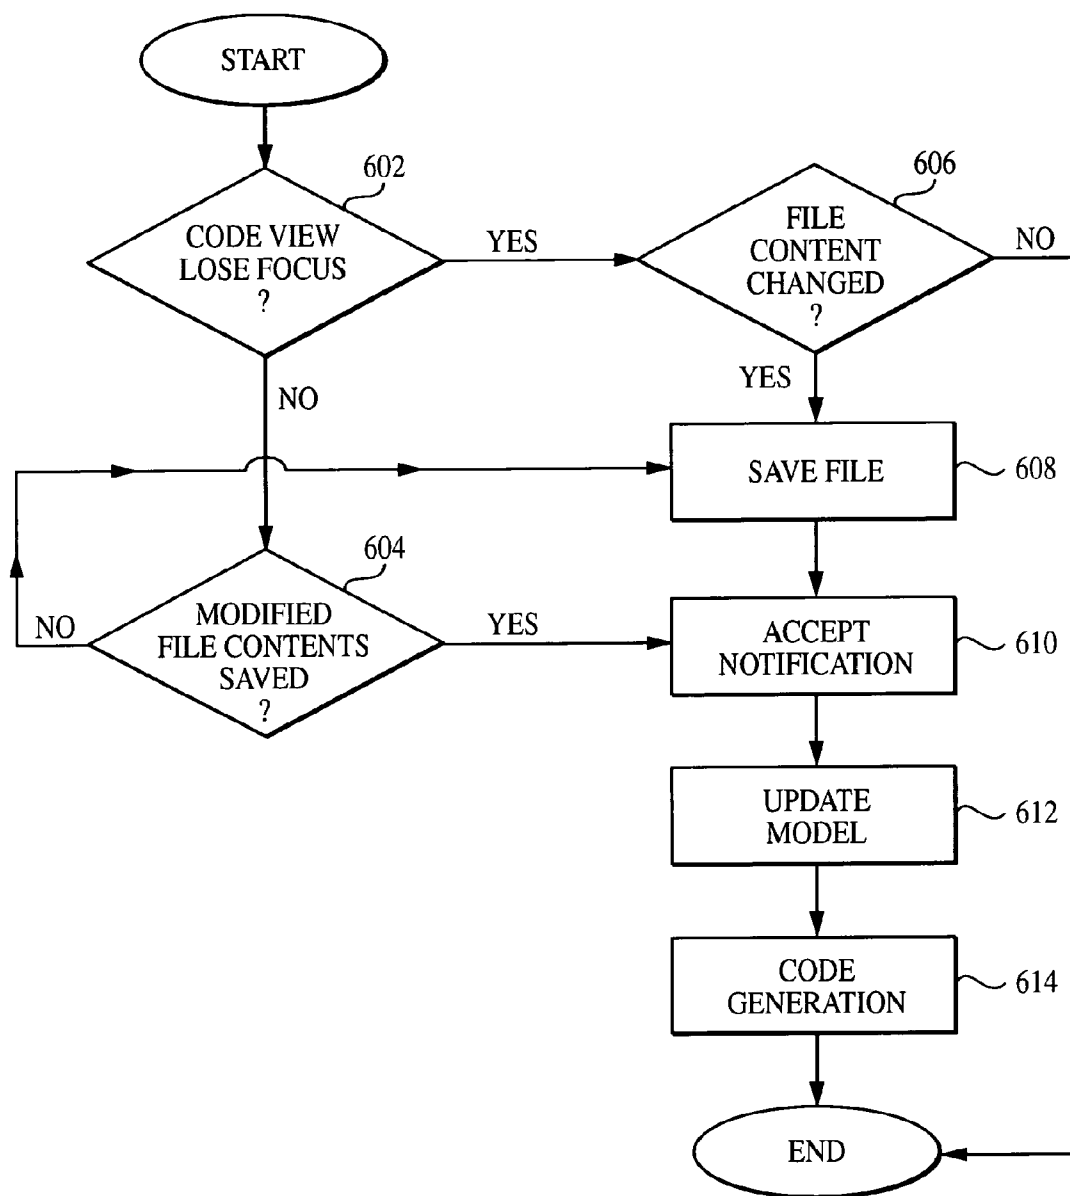 START
602
CODE VIEW
LOSE FOCUS
?
YES
606
FILE
CONTENT
CHANGED
?
NO
YES
NO
SAVE FILE
608
604
MODIFIED
FILE CONTENTS
SAVED
?
NO
YES
ACCEPT
NOTIFICATION
610
UPDATE
MODEL
612
CODE
GENERATION
614
END